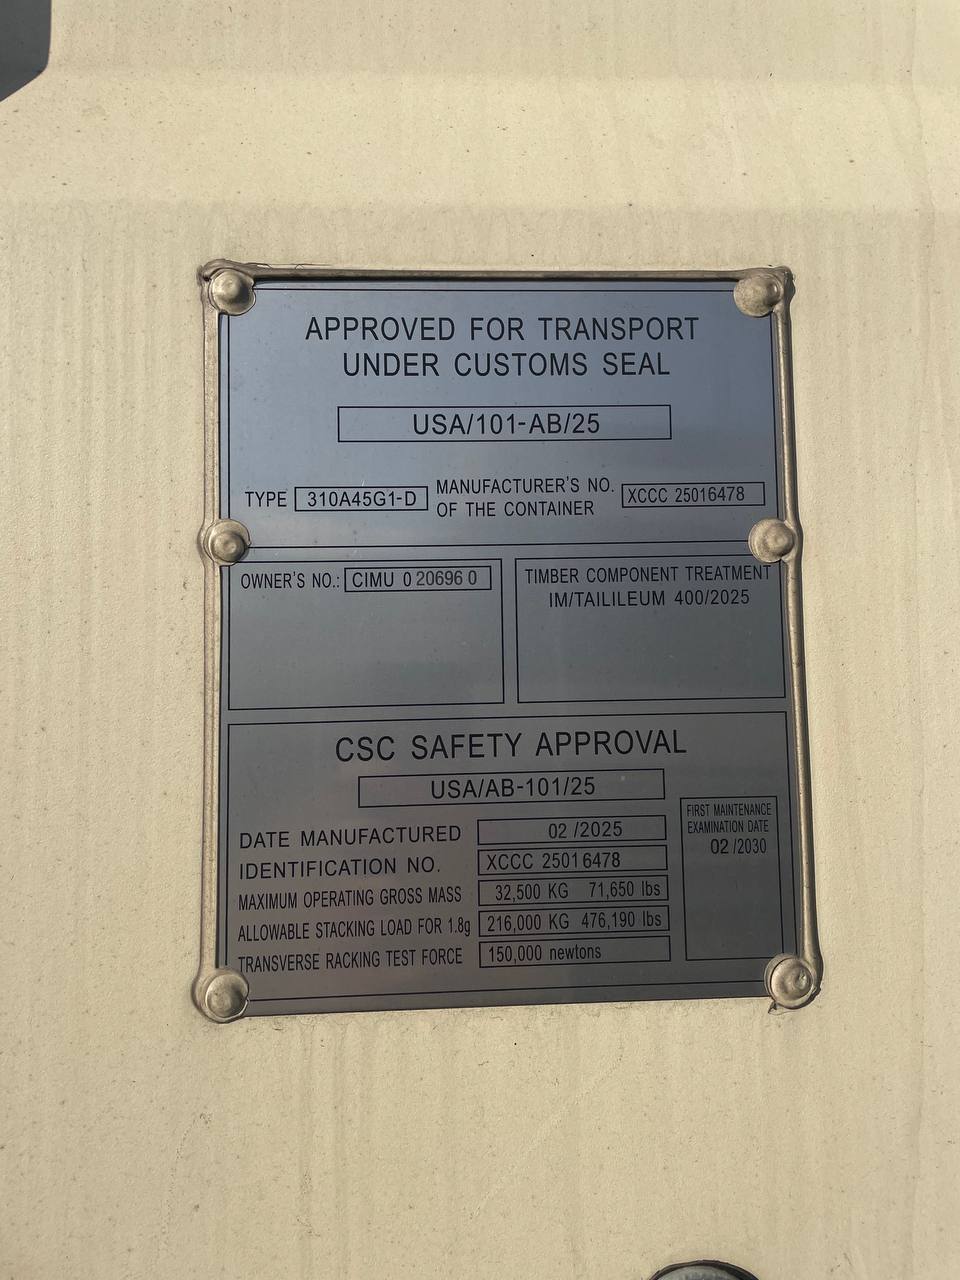 APPROVED FOR TRANSPORT
UNDER CUSTOMS SEAL
USA/101-AB/25
TYPE 310A45G1-D MANUFACTURER'S NO. OF THE CONTAINER XCCC 25016478
OWNER'S NO.: CIMU 0 20696 0
TIMBER COMPONENT TREATMENT
IM/TAILILEUM 400/2025
CSC SAFETY APPROVAL
USA/AB-101/25
DATE MANUFACTURED 02 /2025
IDENTIFICATION NO. XCCC 25016478
MAXIMUM OPERATING GROSS MASS 32,500 KG 71,650 lbs
ALLOWABLE STACKING LOAD FOR 1.8g 216,000 KG 476,190 lbs
TRANSVERSE RACKING TEST FORCE 150,000 newtons
FIRST MAINTENANCE
EXAMINATION DATE
02 /2030